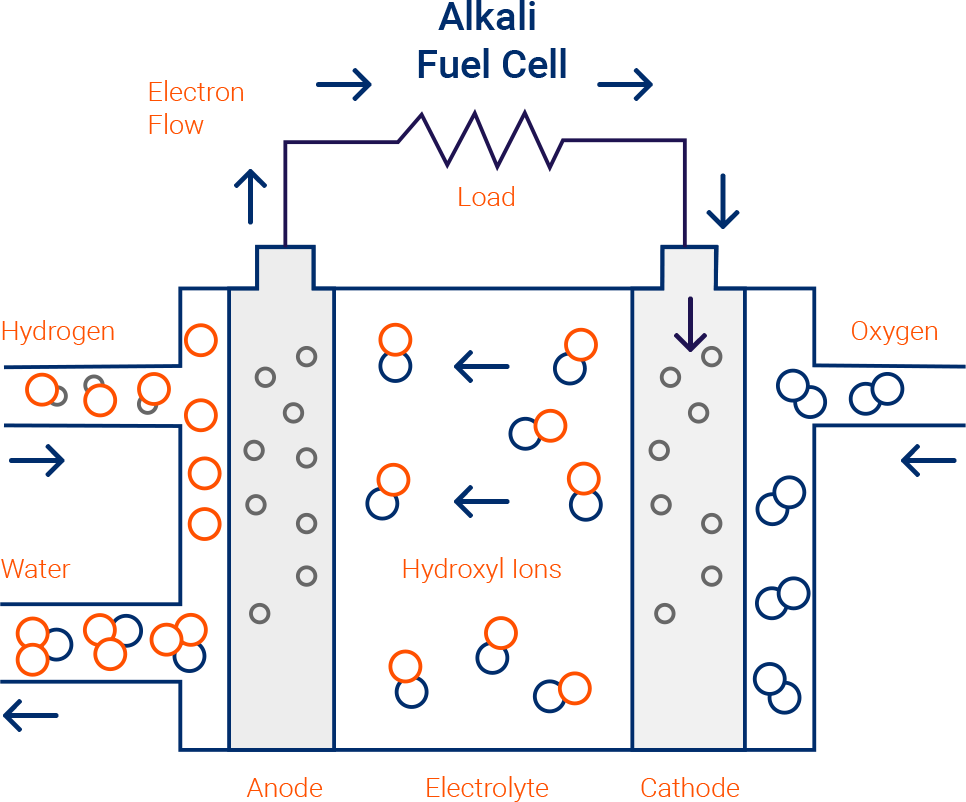 Alkali
Fuel Cell
Electron
Flow
Load
Hydrogen
Oxygen
Water
Hydroxyl Ions
Anode
Electrolyte
Cathode